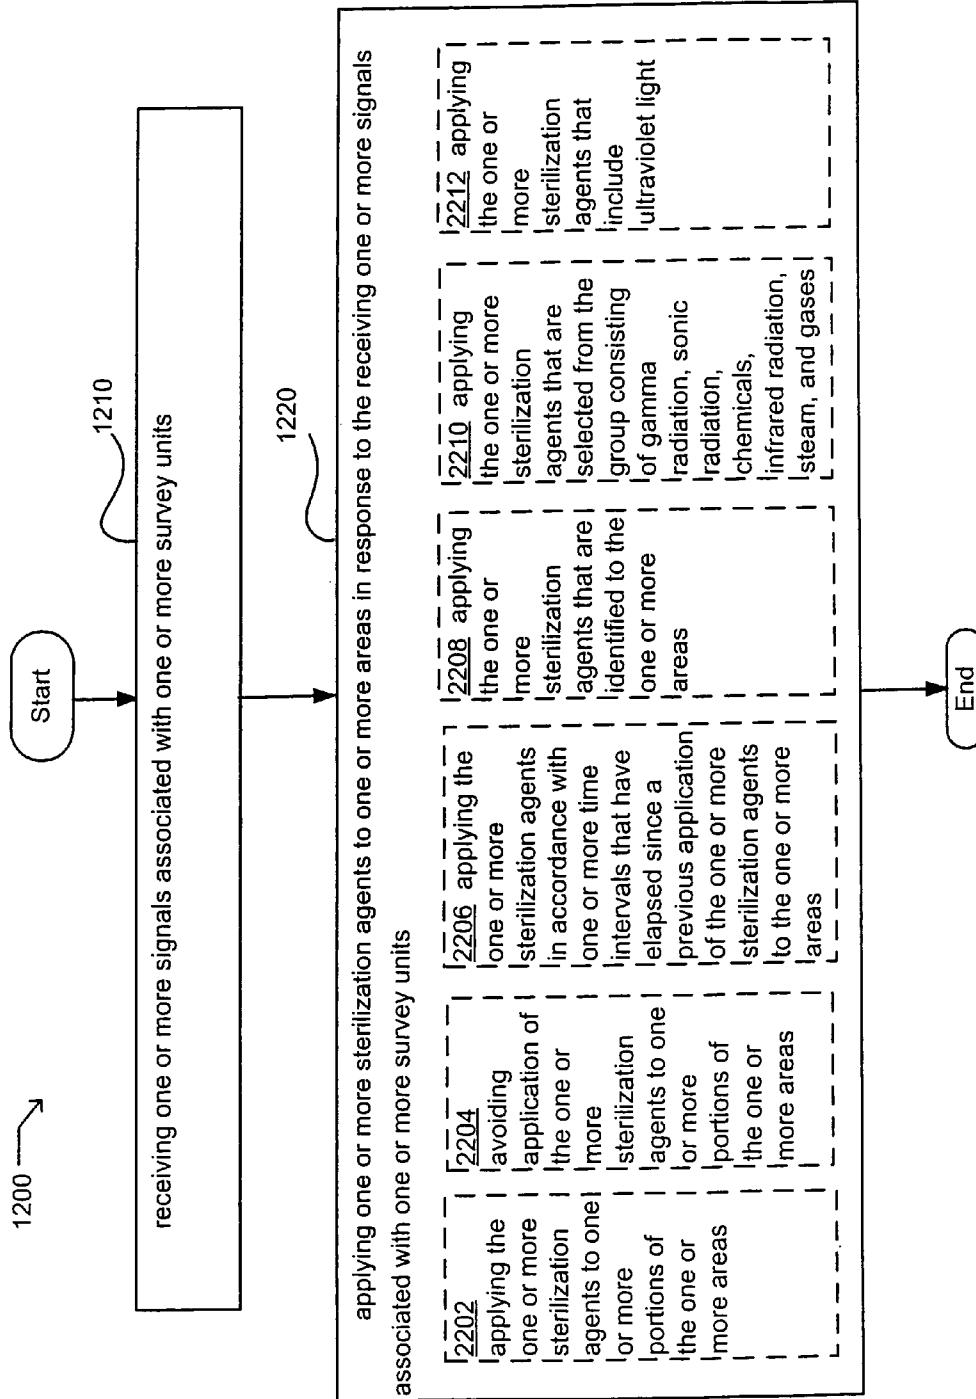 1200
Start
1210
receiving one or more signals associated with one or more survey units
1220
applying one or more sterilization agents to one or more areas in response to the receiving one or more signals
associated with one or more survey units
2202 applying the
one or more
sterilization
agents to one
or more
portions of
the one or
more areas
2204
avoiding
application of
the one or
more
sterilization
agents to one
or more
portions of
the one or
more areas
2206 applying the
one or more
sterilization agents
in accordance with
one or more time
intervals that have
elapsed since a
previous application
of the one or more
sterilization agents
to the one or more
areas
2208 applying
the one or
more
sterilization
agents that are
identified to the
one or more
areas
2210 applying
the one or more
sterilization
agents that are
selected from the
group consisting
of gamma
radiation, sonic
radiation,
chemicals,
infrared radiation,
steam, and gases
2212 applying
the one or
more
sterilization
agents that
include
ultraviolet light
End